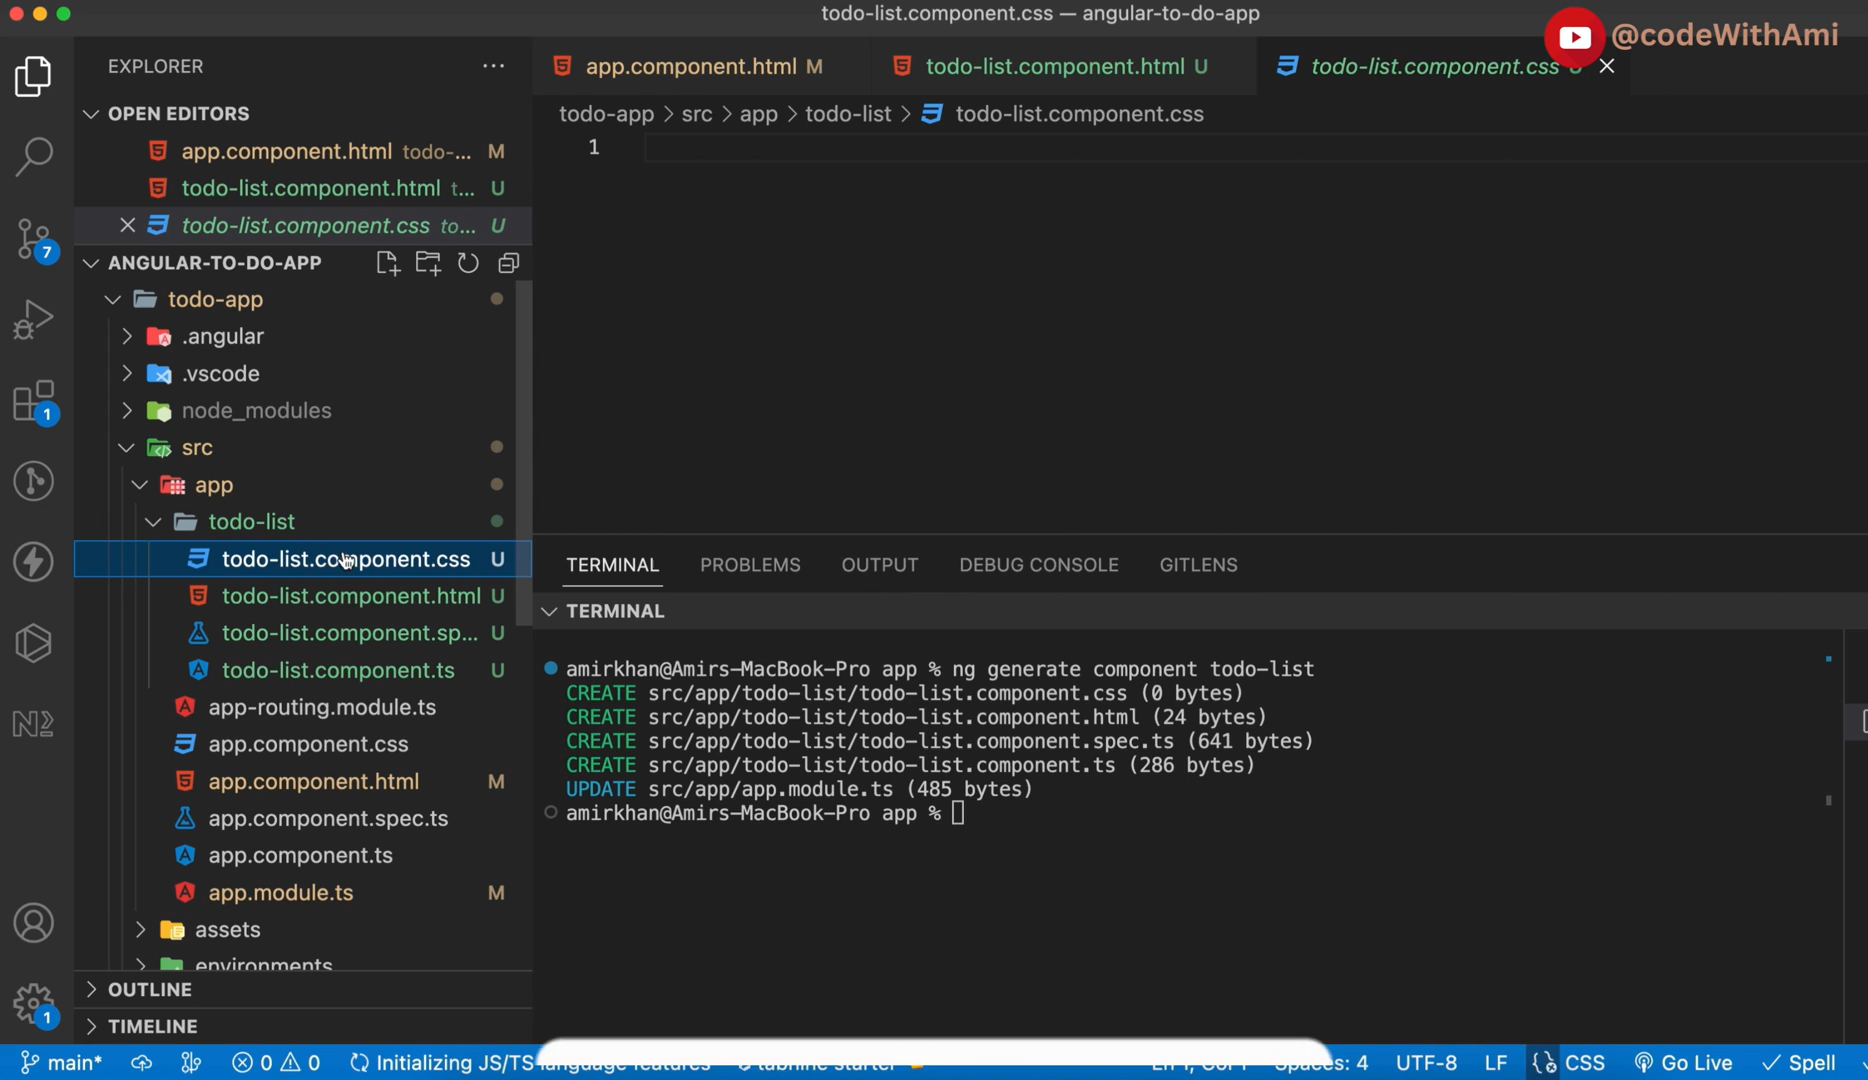 todo-list.component.css — angular-to-do-app
@codeWithAmi
EXPLORER
app.component.html M
todo-list.component.html U
todo-list.component.css U
OPEN EDITORS
app.component.html todo-... M
todo-list.component.html t... U
todo-list.component.css to... U
todo-app > src > app > todo-list > todo-list.component.css
1
ANGULAR-TO-DO-APP
todo-app
.angular
.vscode
node_modules
src
app
todo-list
todo-list.component.css U
todo-list.component.html U
todo-list.component.sp... U
todo-list.component.ts U
app-routing.module.ts
app.component.css
app.component.html M
app.component.spec.ts
app.component.ts
app.module.ts M
assets
environments
OUTLINE
TIMELINE
7
1
1
TERMINAL PROBLEMS OUTPUT DEBUG CONSOLE GITLENS
TERMINAL
amirkhan@Amirs-MacBook-Pro app % ng generate component todo-list
CREATE src/app/todo-list/todo-list.component.css (0 bytes)
CREATE src/app/todo-list/todo-list.component.html (24 bytes)
CREATE src/app/todo-list/todo-list.component.spec.ts (641 bytes)
CREATE src/app/todo-list/todo-list.component.ts (286 bytes)
UPDATE src/app/app.module.ts (485 bytes)
amirkhan@Amirs-MacBook-Pro app %
main* 0 0 Initializing JS/TS language features tabnine starter Spaces: 4 UTF-8 LF CSS Go Live Spell